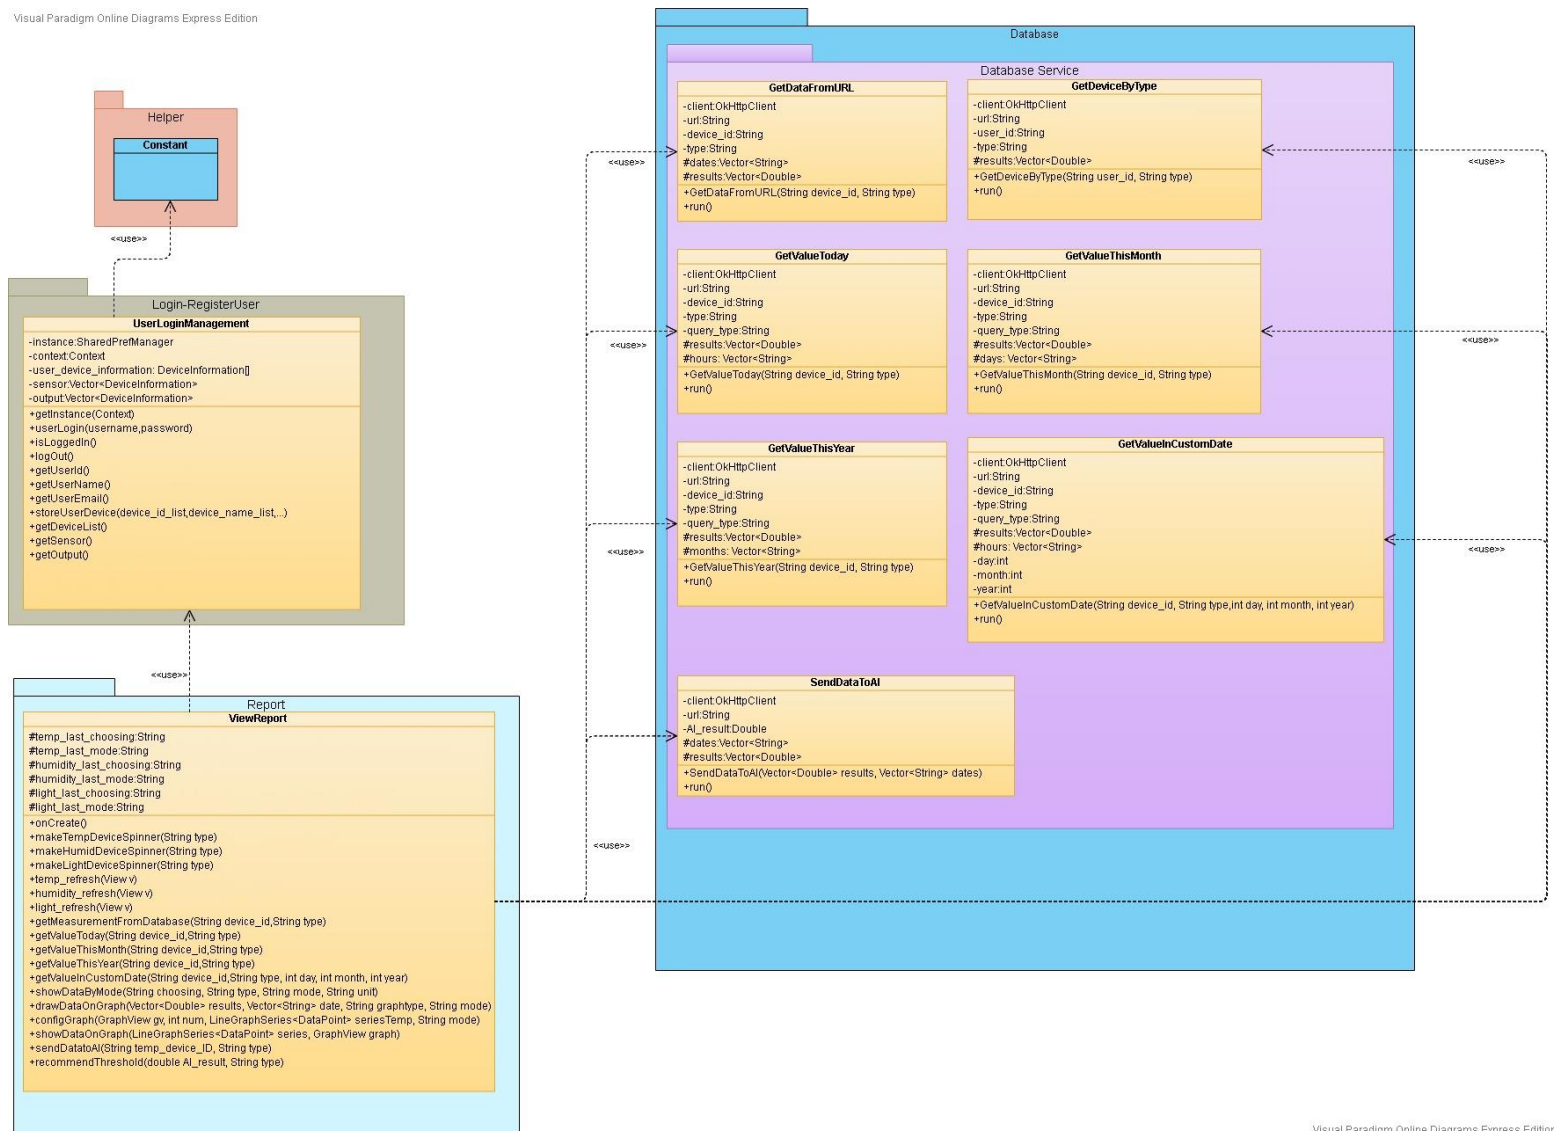 Visual Paradigm Online Diagrams Express Edition
Helper
Constant
<<use>>
Login-RegisterUser
UserLoginManagement
-instance:SharedPrefManager
-context:Context
-user_device_information: DeviceInformation[]
-sensor:Vector<DeviceInformation>
-output:Vector<DeviceInformation>
+getInstance(Context)
+userLogin(username,password)
+isLoggedIn()
+logOut()
+getUserId()
+getUserName()
+getUserEmail()
+storeUserDevice(device_id_list,device_name_list,...)
+getDeviceList()
+getSensor()
+getOutput()
<<use>>
Report
ViewReport
#temp_last_choosing:String
#temp_last_mode:String
#humidity_last_choosing:String
#humidity_last_mode:String
#light_last_choosing:String
#light_last_mode:String
+onCreate()
+makeTempDeviceSpinner(String type)
+makeHumidDeviceSpinner(String type)
+makeLightDeviceSpinner(String type)
+temp_refresh(View v)
+humidity_refresh(View v)
+light_refresh(View v)
+getMeasurementFromDatabase(String device_id,String type)
+getValueToday(String device_id,String type)
+getValueThisMonth(String device_id,String type)
+getValueThisYear(String device_id,String type)
+getValueInCustomDate(String device_id,String type, int day, int month, int year)
+showDataByMode(String choosing, String type, String mode, String unit)
+drawDataOnGraph(Vector<Double> results, Vector<String> date, String graphtype, String mode)
+configGraph(GraphView gv, int num, LineGraphSeries<DataPoint> seriesTemp, String mode)
+showDataOnGraph(LineGraphSeries<DataPoint> series, GraphView graph)
+sendDatatoAI(String temp_device_ID, String type)
+recommendThreshold(double AI_result, String type)
Database
Database Service
GetDataFromURL
-client:OkHttpClient
-url:String
-device_id:String
-type:String
#dates:Vector<String>
#results:Vector<Double>
+GetDataFromURL(String device_id, String type)
+run()
<<use>>
GetDeviceByType
-client:OkHttpClient
-url:String
-user_id:String
-type:String
#results:Vector<Double>
+GetDeviceByType(String user_id, String type)
+run()
<<use>>
GetValueToday
-client:OkHttpClient
-url:String
-device_id:String
-type:String
-query_type:String
#results:Vector<Double>
#hours: Vector<String>
+GetValueToday(String device_id, String type)
+run()
<<use>>
GetValueThisMonth
-client:OkHttpClient
-url:String
-device_id:String
-type:String
-query_type:String
#results:Vector<Double>
#days: Vector<String>
+GetValueThisMonth(String device_id, String type)
+run()
<<use>>
GetValueThisYear
-client:OkHttpClient
-url:String
-device_id:String
-type:String
-query_type:String
#results:Vector<Double>
#months: Vector<String>
+GetValueThisYear(String device_id, String type)
+run()
<<use>>
GetValueInCustomDate
-client:OkHttpClient
-url:String
-device_id:String
-type:String
-query_type:String
#results:Vector<Double>
#hours: Vector<String>
-day:int
-month:int
-year:int
+GetValueInCustomDate(String device_id, String type,int day, int month, int year)
+run()
<<use>>
SendDataToAI
-client:OkHttpClient
-url:String
-AI_result:Double
#dates:Vector<String>
#results:Vector<Double>
+SendDataToAI(Vector<Double> results, Vector<String> dates)
+run()
<<use>>
Visual Paradigm Online Diagrams Express Edition